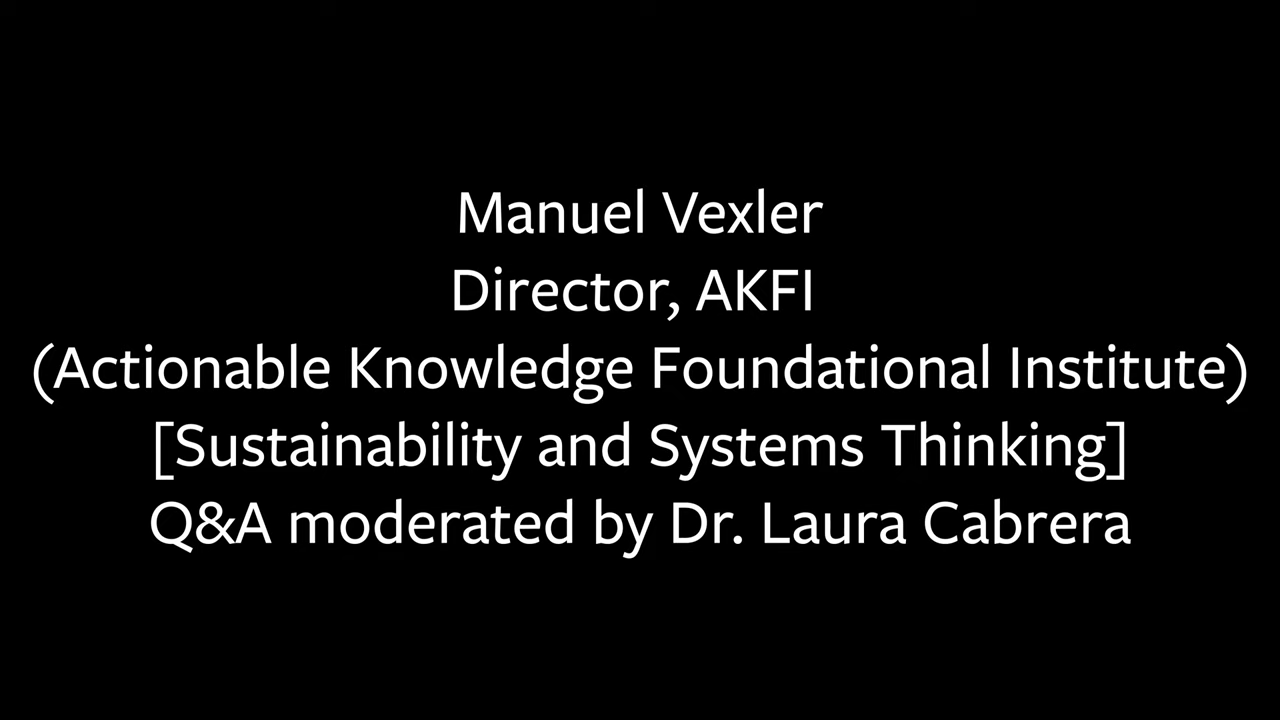 Manuel Vexler
Director, AKFI
(Actionable Knowledge Foundational Institute)
[Sustainability and Systems Thinking]
Q&A moderated by Dr. Laura Cabrera